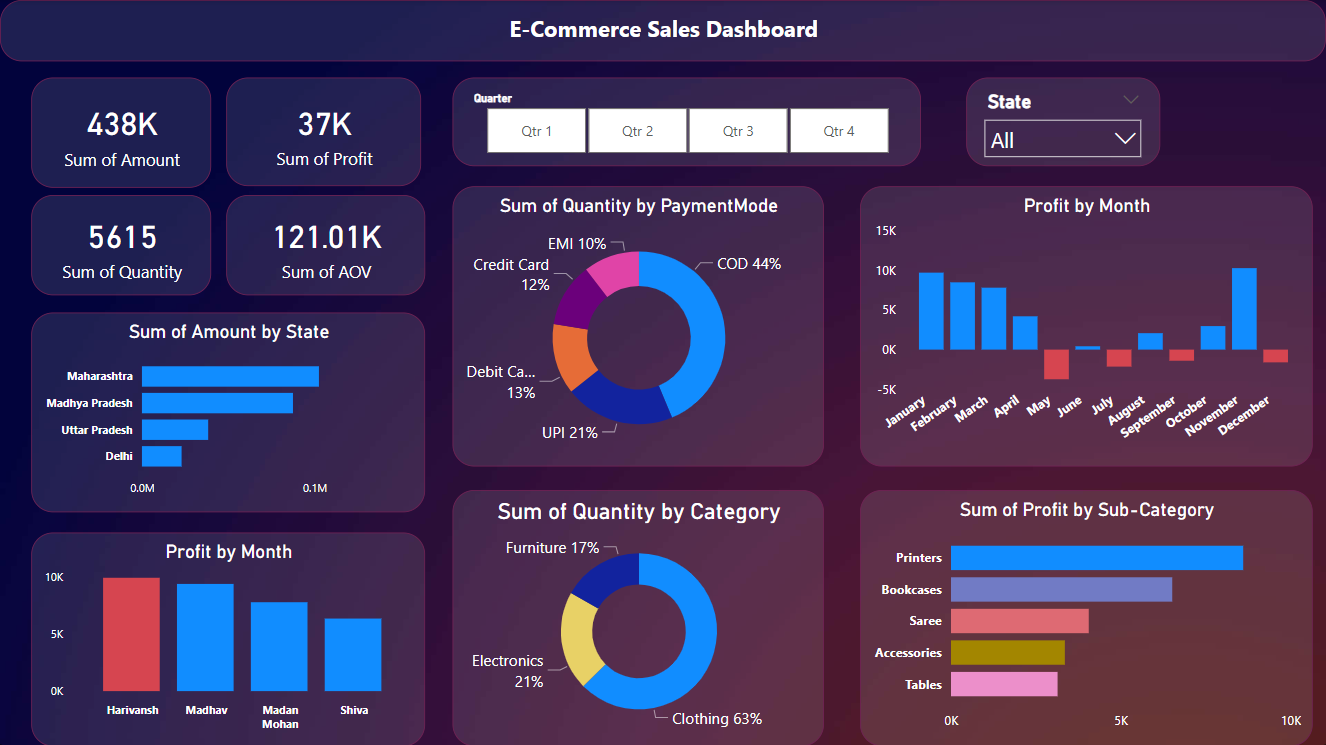 E-Commerce Sales Dashboard
438K
Sum of Amount
37K
Sum of Profit
5615
Sum of Quantity
121.01K
Sum of AOV
Quarter
Qtr 1
Qtr 2
Qtr 3
Qtr 4
State
All
Sum of Amount by State
Maharashtra
Madhya Pradesh
Uttar Pradesh
Delhi
0.0M
0.1M
Sum of Quantity by PaymentMode
EMI 10%
COD 44%
Credit Card
12%
Debit Ca...
13%
UPI 21%
Profit by Month
15K
10K
5K
0K
-5K
January
February
March
April
May
June
July
August
September
October
November
December
Profit by Month
10K
5K
0K
Harivansh
Madhav
Madan
Mohan
Shiva
Sum of Quantity by Category
Furniture 17%
Electronics
21%
Clothing 63%
Sum of Profit by Sub-Category
Printers
Bookcases
Saree
Accessories
Tables
0K
5K
10K